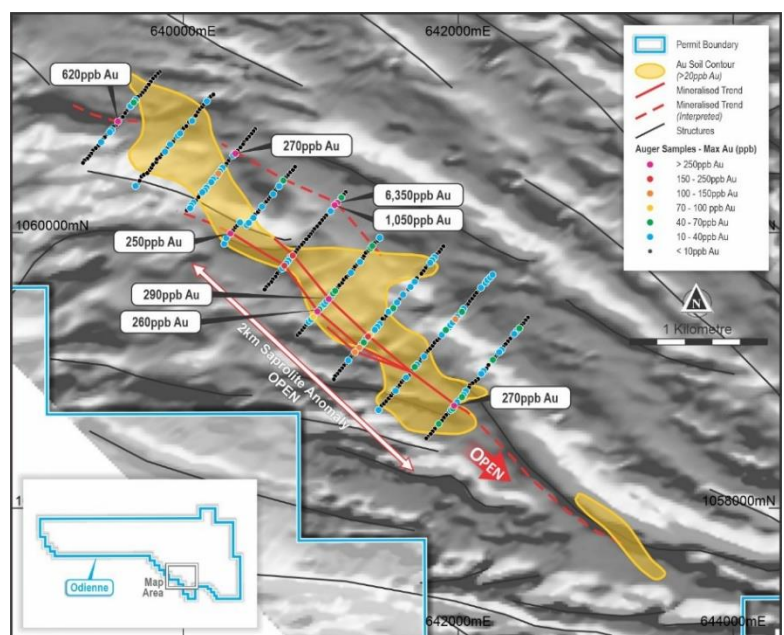 640000mE
642000mE
620ppb Au
270ppb Au
6,350ppb Au
1,050ppb Au
1060000mN
250ppb Au
290ppb Au
260ppb Au
2km Saprolite Anomaly
OPEN
270ppb Au
OPEN
1058000mN
642000mE
644000mE
Permit Boundary
Au Soil Contour
(>20ppb Au)
Mineralised Trend
Mineralised Trend
(Interpreted)
Structures
Auger Samples - Max Au (ppb)
> 250ppb Au
150 - 250ppb Au
100 - 150ppb Au
70 - 100 ppb Au
40 - 70ppb Au
10 - 40ppb Au
< 10ppb Au
N
1 Kilometre
Odienne
Map
Area